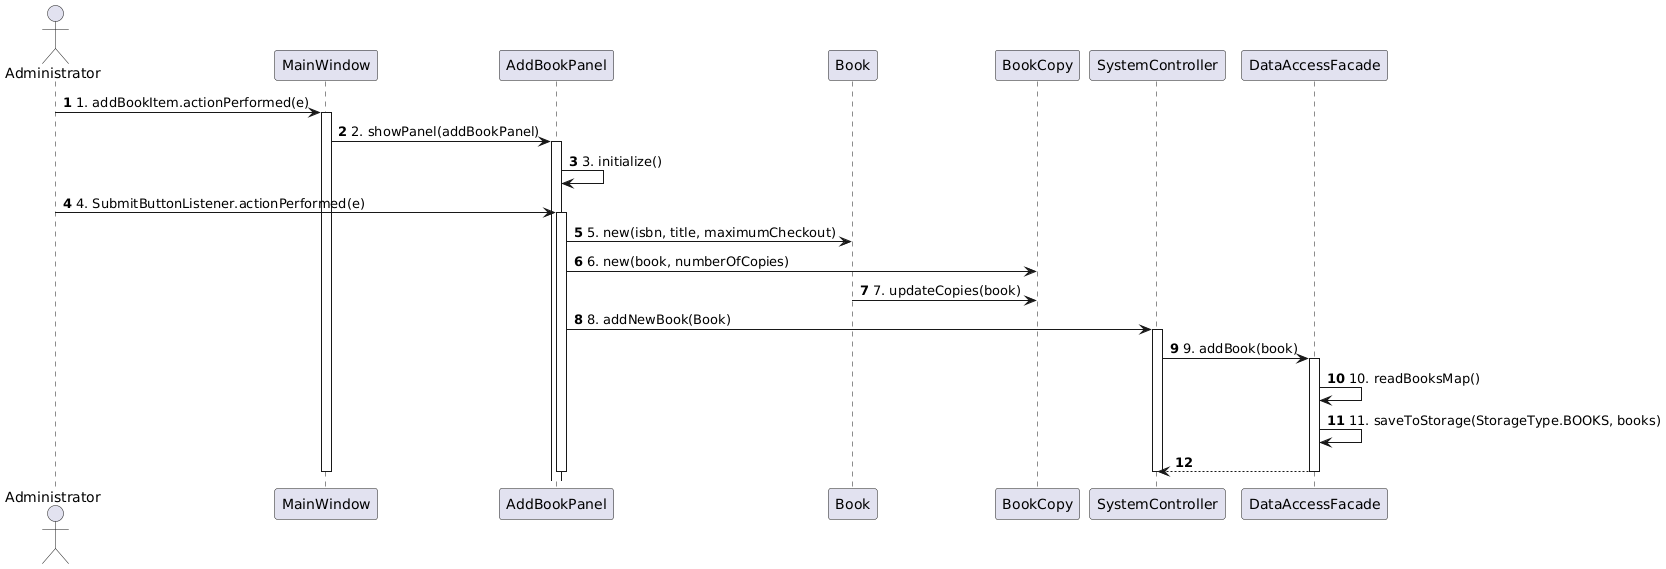 Administrator
MainWindow
AddBookPanel
Book
BookCopy
SystemController
DataAccessFacade
1 1. addBookItem.actionPerformed(e)
2 2. showPanel(addBookPanel)
3 3. initialize()
4 4. SubmitButtonListener.actionPerformed(e)
5 5. new(isbn, title, maximumCheckout)
6 6. new(book, numberOfCopies)
7 7. updateCopies(book)
8 8. addNewBook(Book)
9 9. addBook(book)
10 10. readBooksMap()
11 11. saveToStorage(StorageType.BOOKS, books)
12
Administrator
MainWindow
AddBookPanel
Book
BookCopy
SystemController
DataAccessFacade